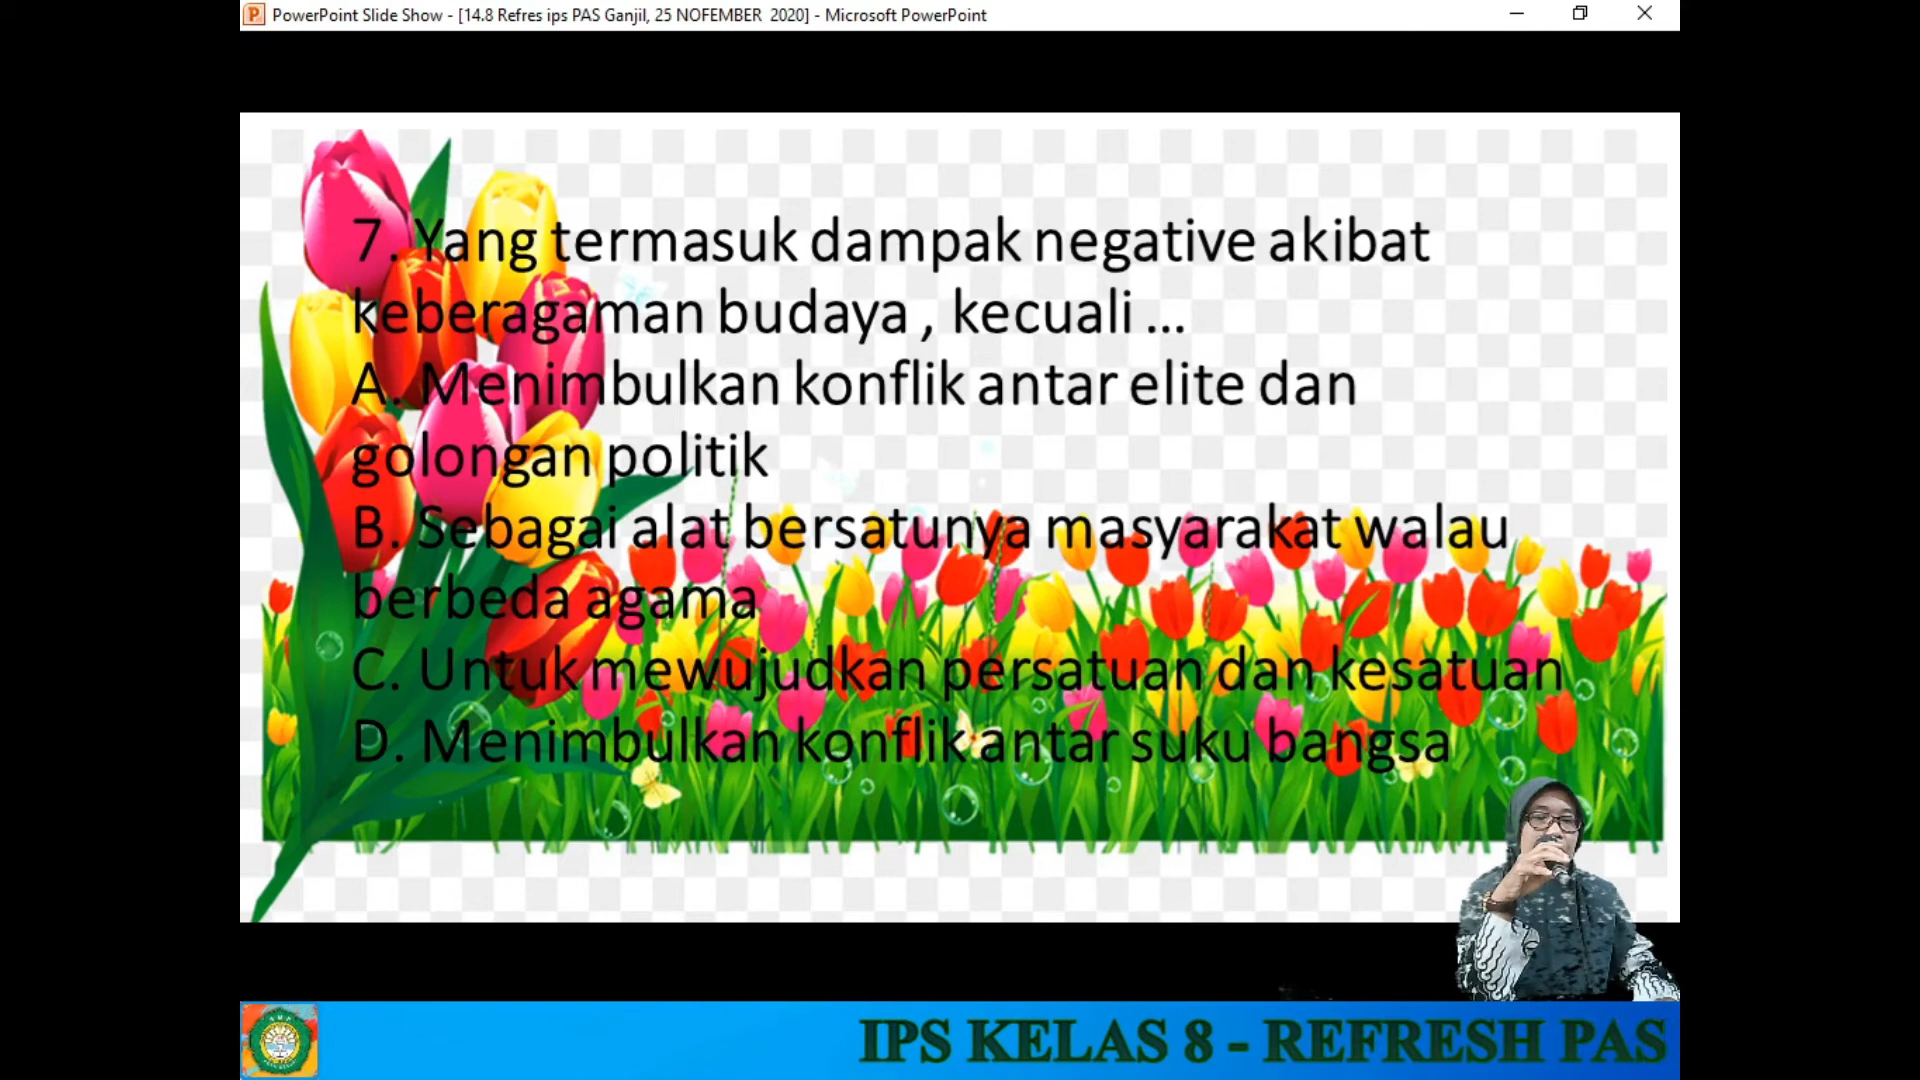 PowerPoint Slide Show - [14.8 Refres ips PAS Ganjil, 25 NOFEMBER  2020] - Microsoft PowerPoint
7. Yang termasuk dampak negative akibat
keberagaman budaya , kecuali ...
A. Menimbulkan konflik antar elite dan
golongan politik
B. Sebagai alat bersatunya masyarakat walau
berbeda agama
C. Untuk mewujudkan persatuan dan kesatuan
D. Menimbulkan konflik antar suku bangsa
IPS KELAS 8 - REFRESH PAS